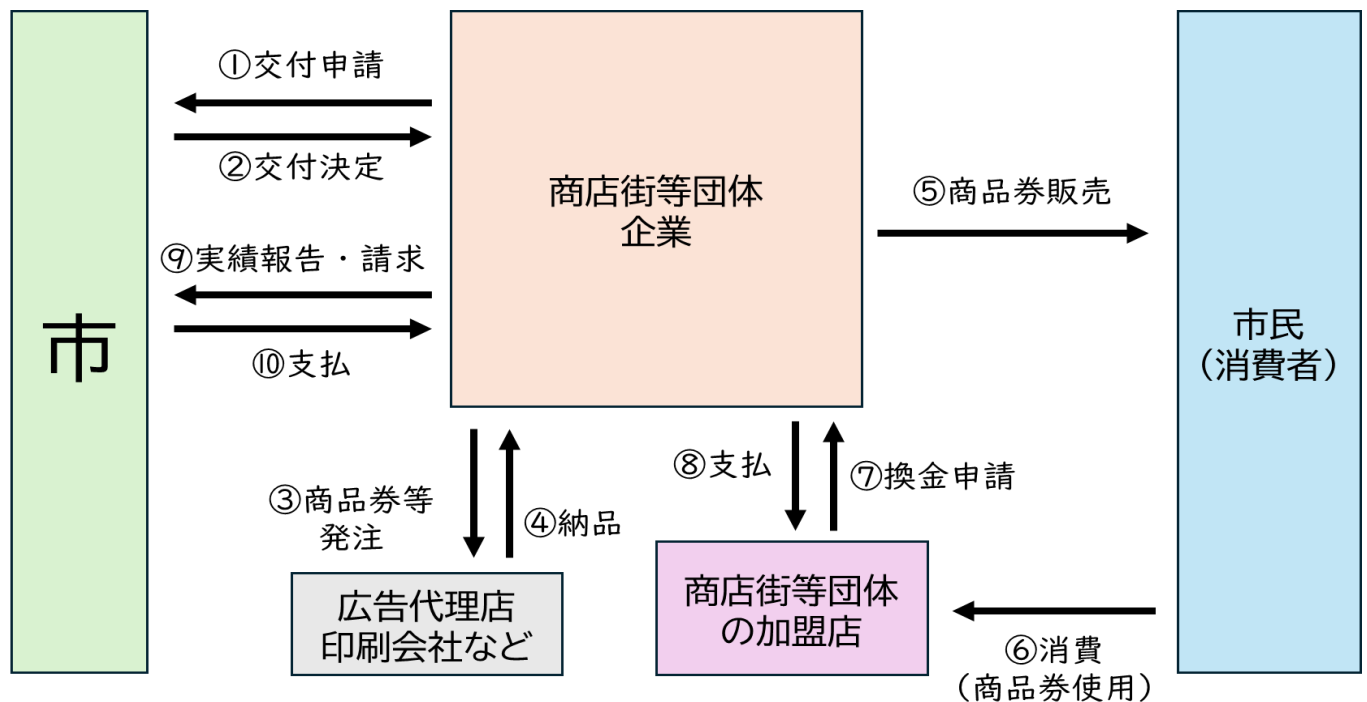 ①交付申請
②交付決定
商店街等団体
企業
⑤商品券販売
⑨実績報告・請求
⑩支払
市
市民
（消費者）
⑧支払
⑦換金申請
③商品券等
発注
④納品
広告代理店
印刷会社など
商店街等団体
の加盟店
⑥消費
（商品券使用）